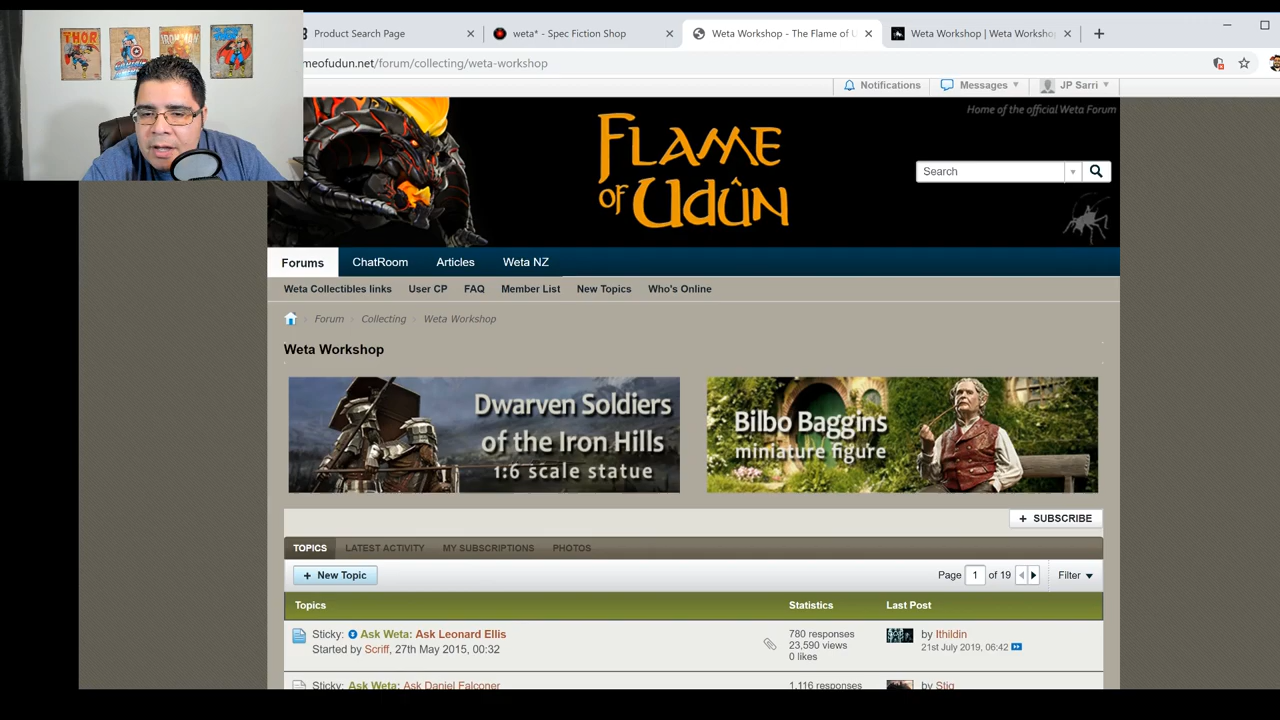 THOR
CAPTAIN AMERICA
IRON MAN
Product Search Page
weta* - Spec Fiction Shop
Weta Workshop - The Flame of U
Weta Workshop | Weta Workshop
meofudun.net/forum/collecting/weta-workshop
Notifications
Messages
JP Sarri
Home of the official Weta Forum
FLAME
OF UDÛN
Search
Forums
ChatRoom
Articles
Weta NZ
Weta Collectibles links
User CP
FAQ
Member List
New Topics
Who's Online
Forum
Collecting
Weta Workshop
Weta Workshop
Dwarven Soldiers
of the Iron Hills
1:6 scale statue
Bilbo Baggins
miniature figure
+ SUBSCRIBE
TOPICS
LATEST ACTIVITY
MY SUBSCRIPTIONS
PHOTOS
+ New Topic
Page 1 of 19
Filter
Topics
Statistics
Last Post
Sticky: Ask Weta: Ask Leonard Ellis
Started by Scriff, 27th May 2015, 00:32
780 responses
23,590 views
0 likes
by Ithildin
21st July 2019, 06:42
Sticky: Ask Weta: Ask Daniel Falconer
1,116 responses
by Stig